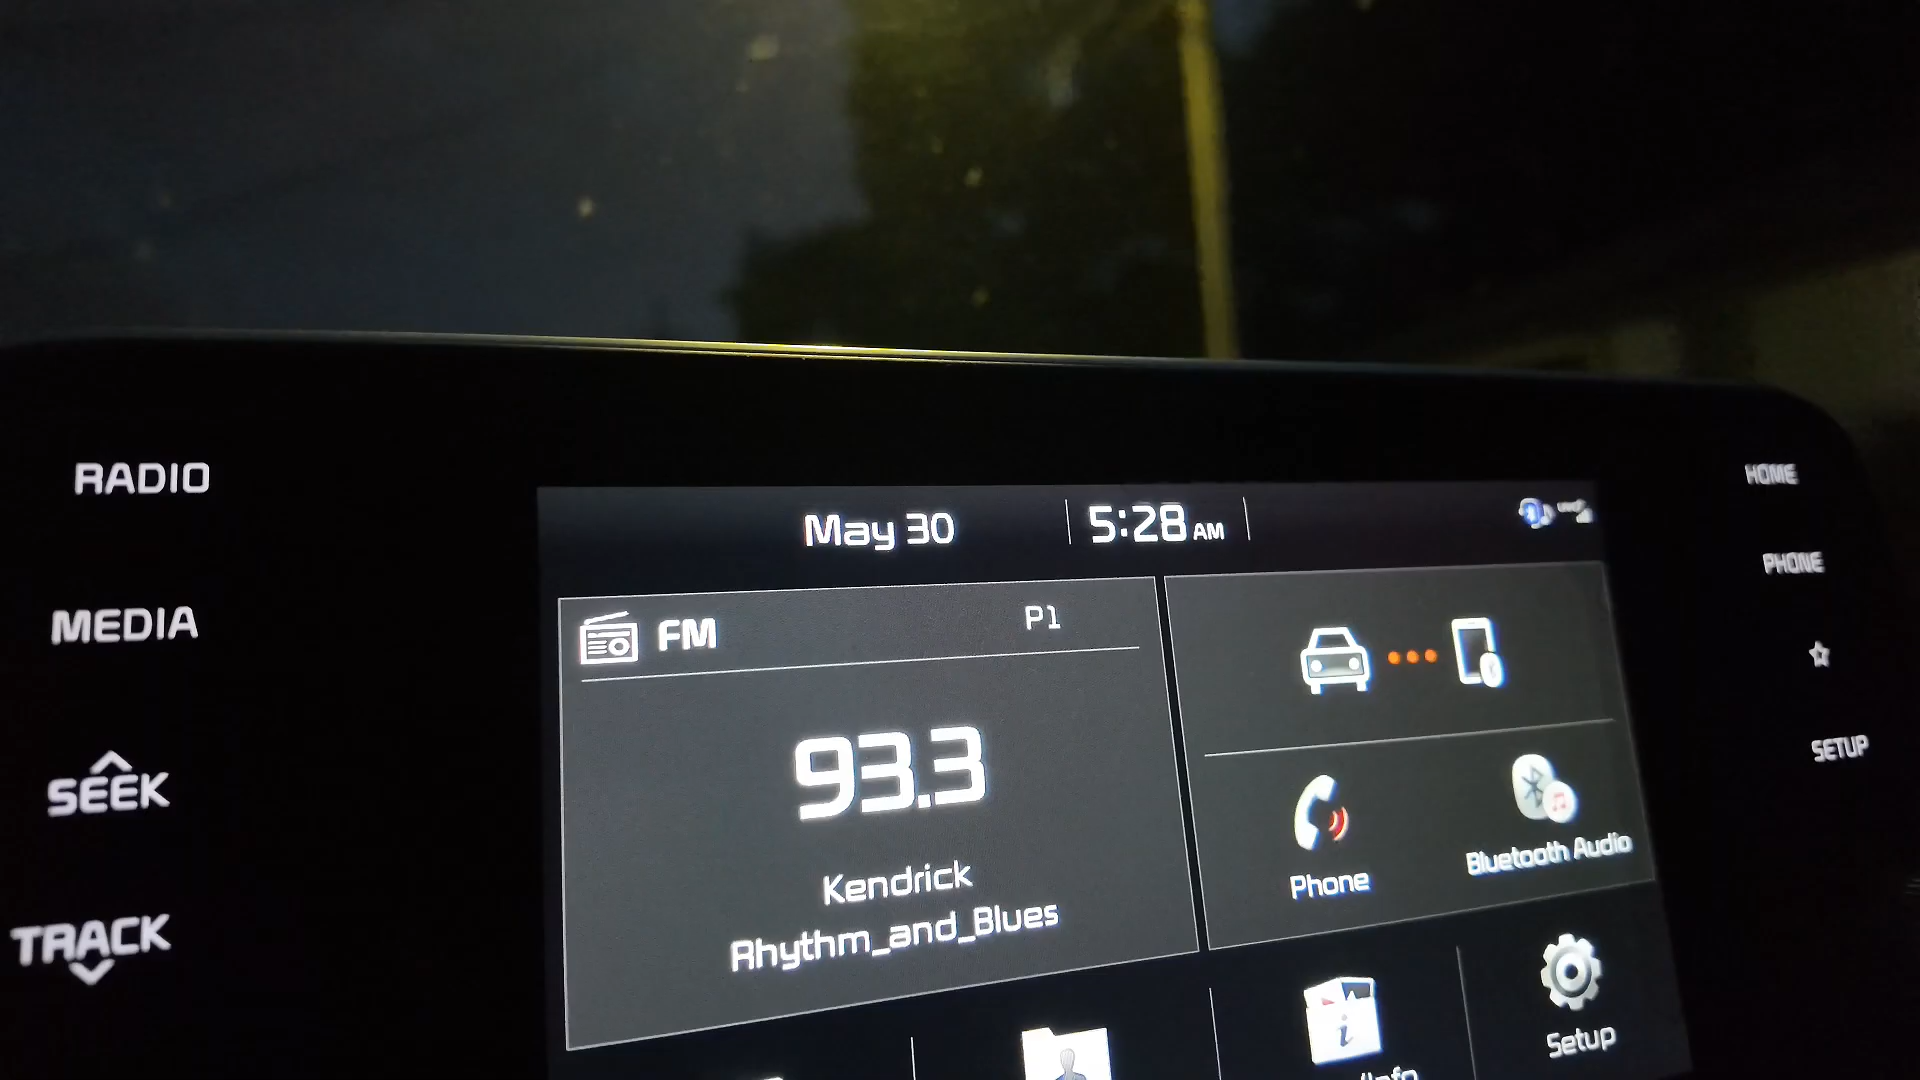 RADIO
MEDIA
SEEK
TRACK
May 30
5:28 AM
FM
P1
93.3
Kendrick
Rhythm_and_Blues
Phone
Bluetooth Audio
Setup
HOME
PHONE
SETUP